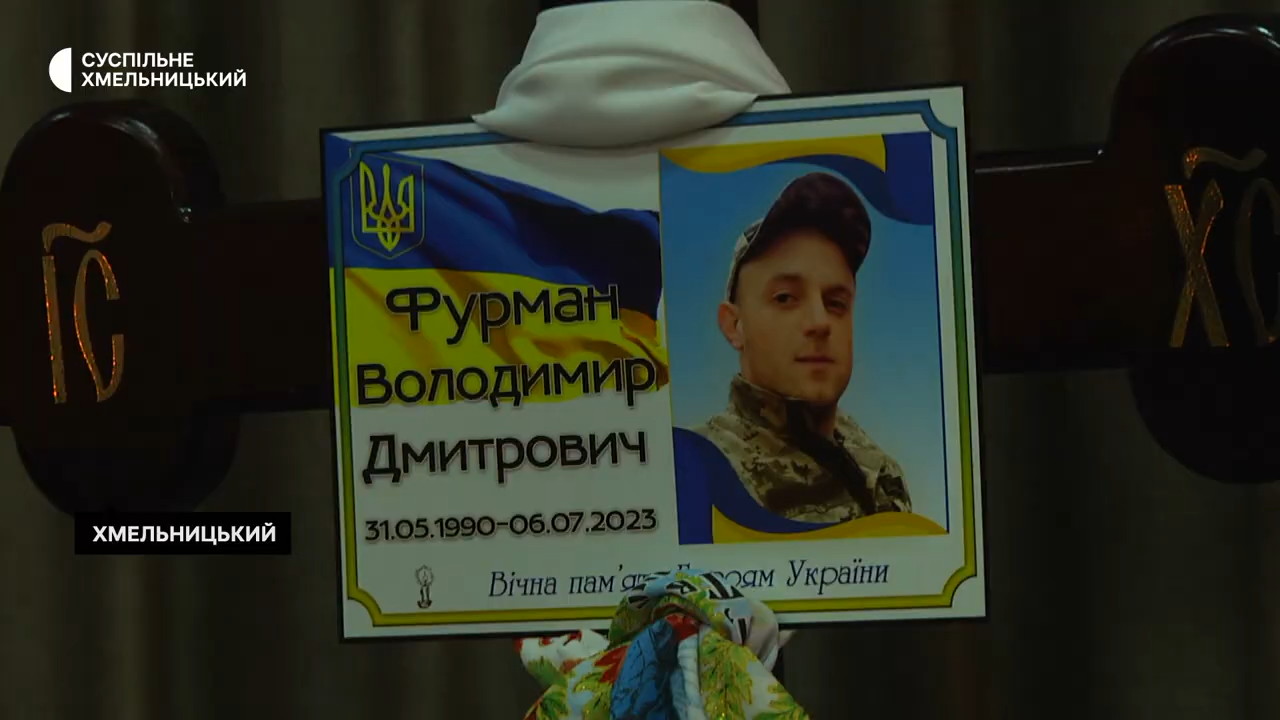 СУСПІЛЬНЕ
ХМЕЛЬНИЦЬКИЙ
ІС
ХС
Фурман
Володимир
Дмитрович
31.05.1990-06.07.2023
Вічна України
ХМЕЛЬНИЦЬКИЙ